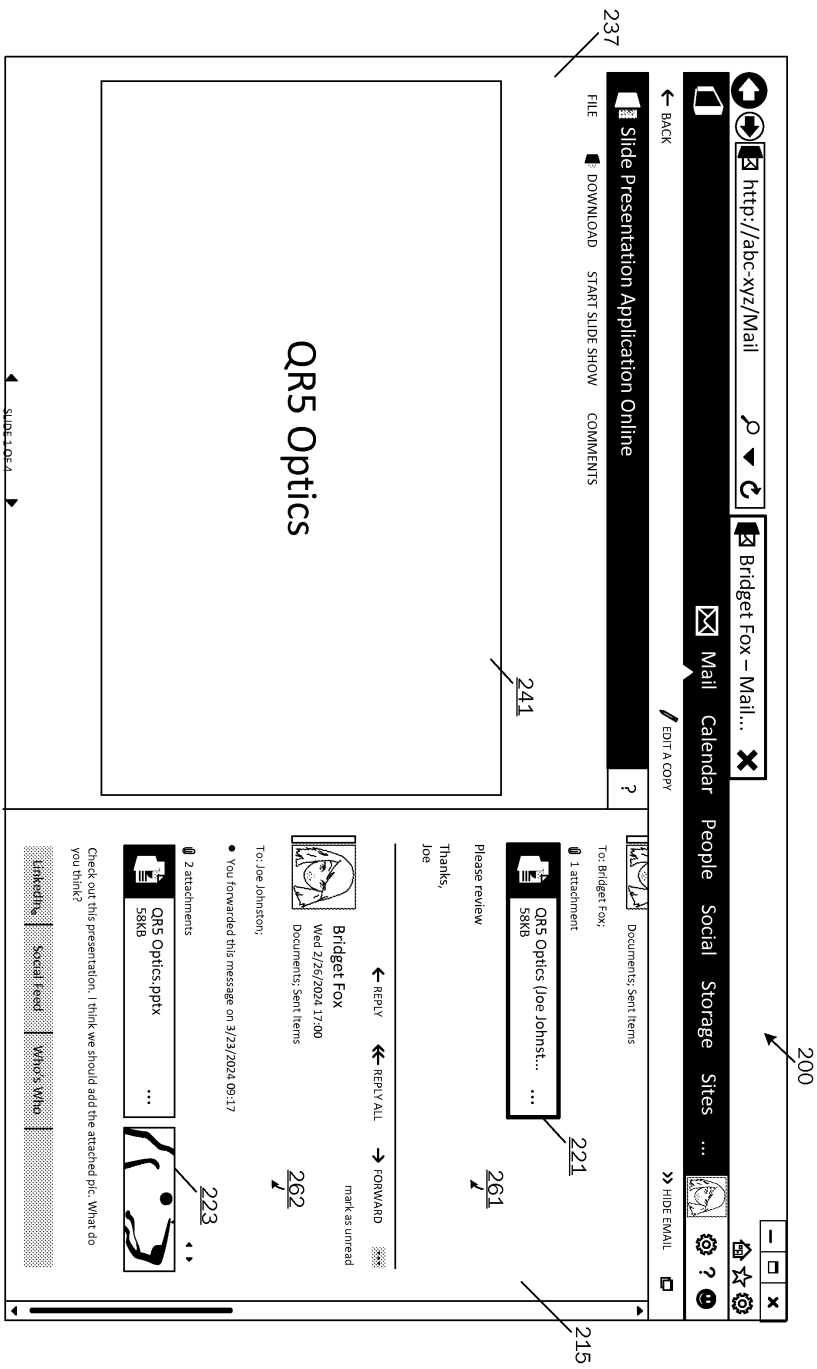 200
http://abc-xyz/Mail
Bridget Fox – Mail...
Mail Calendar People Social Storage Sites ... ?
BACK
EDIT A COPY
HIDE EMAIL
237
Slide Presentation Application Online ?
FILE DOWNLOAD START SLIDE SHOW COMMENTS
241
QR5 Optics
SLIDE 1 OF 4
215
Documents; Sent Items
To: Bridget Fox;
1 attachment
QR5 Optics (Joe Johnst...
58KB
...
221
261
Please review
Thanks,
Joe
REPLY REPLY ALL FORWARD ...
mark as unread
Bridget Fox
Wed 2/26/2024 17:00
Documents; Sent Items
262
To: Joe Johnston;
• You forwarded this message on 3/23/2024 09:17
2 attachments
QR5 Optics.pptx
58KB
...
223
Check out this presentation. I think we should add the attached pic. What do
you think?
LinkedIn Social Feed Who's Who